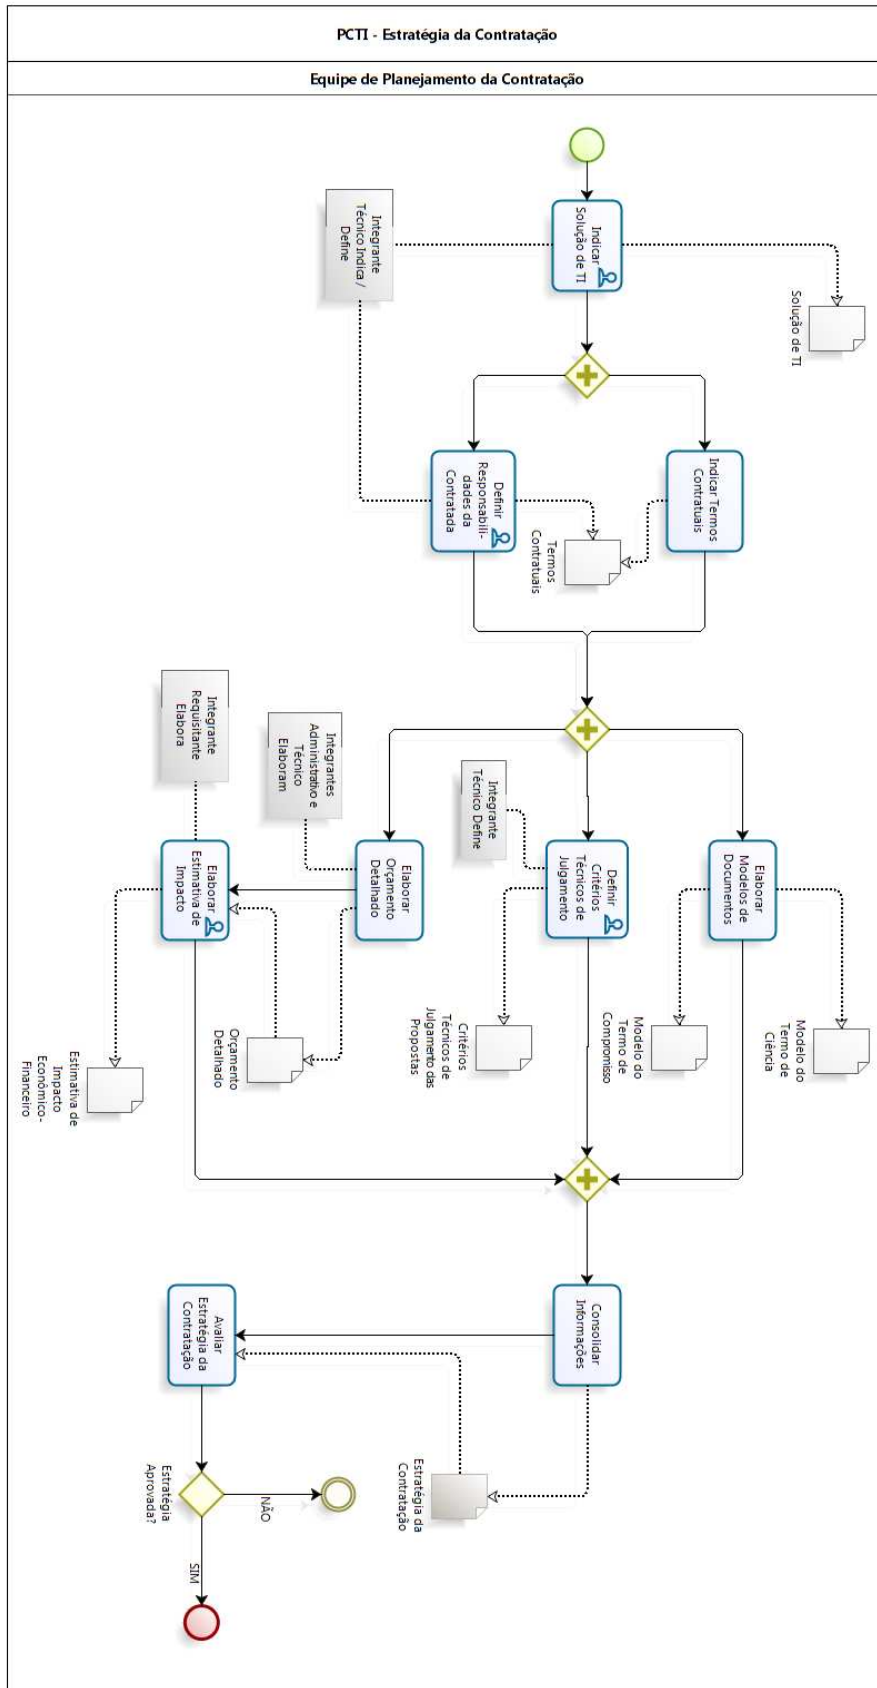 PCTI - Estratégia da Contratação
Equipe de Planejamento da Contratação
Indicar
Solução de TI
Integrante
Técnico Indica /
Define
Solução de TI
Indicar Termos
Contratuais
Definir
Responsabili-
dades da
Contratada
Termos
Contratuais
Integrante
Requisitante
Elabora
Integrantes
Administrativo e
Técnico
Elaboram
Integrante
Técnico Define
Elaborar
Modelos de
Documentos
Definir
Critérios
Técnicos de
Julgamento
Elaborar
Orçamento
Detalhado
Elaborar
Estimativa de
Impacto
Modelo do
Termo de
Ciência
Modelo do
Termo de
Compromisso
Critérios
Técnicos de
Julgamento das
Propostas
Orçamento
Detalhado
Estimativa de
Impacto
Econômico-
Financeiro
Consolidar
Informações
Avaliar
Estratégia da
Contratação
Estratégia da
Contratação
Estratégia
Aprovada?
NÃO
SIM